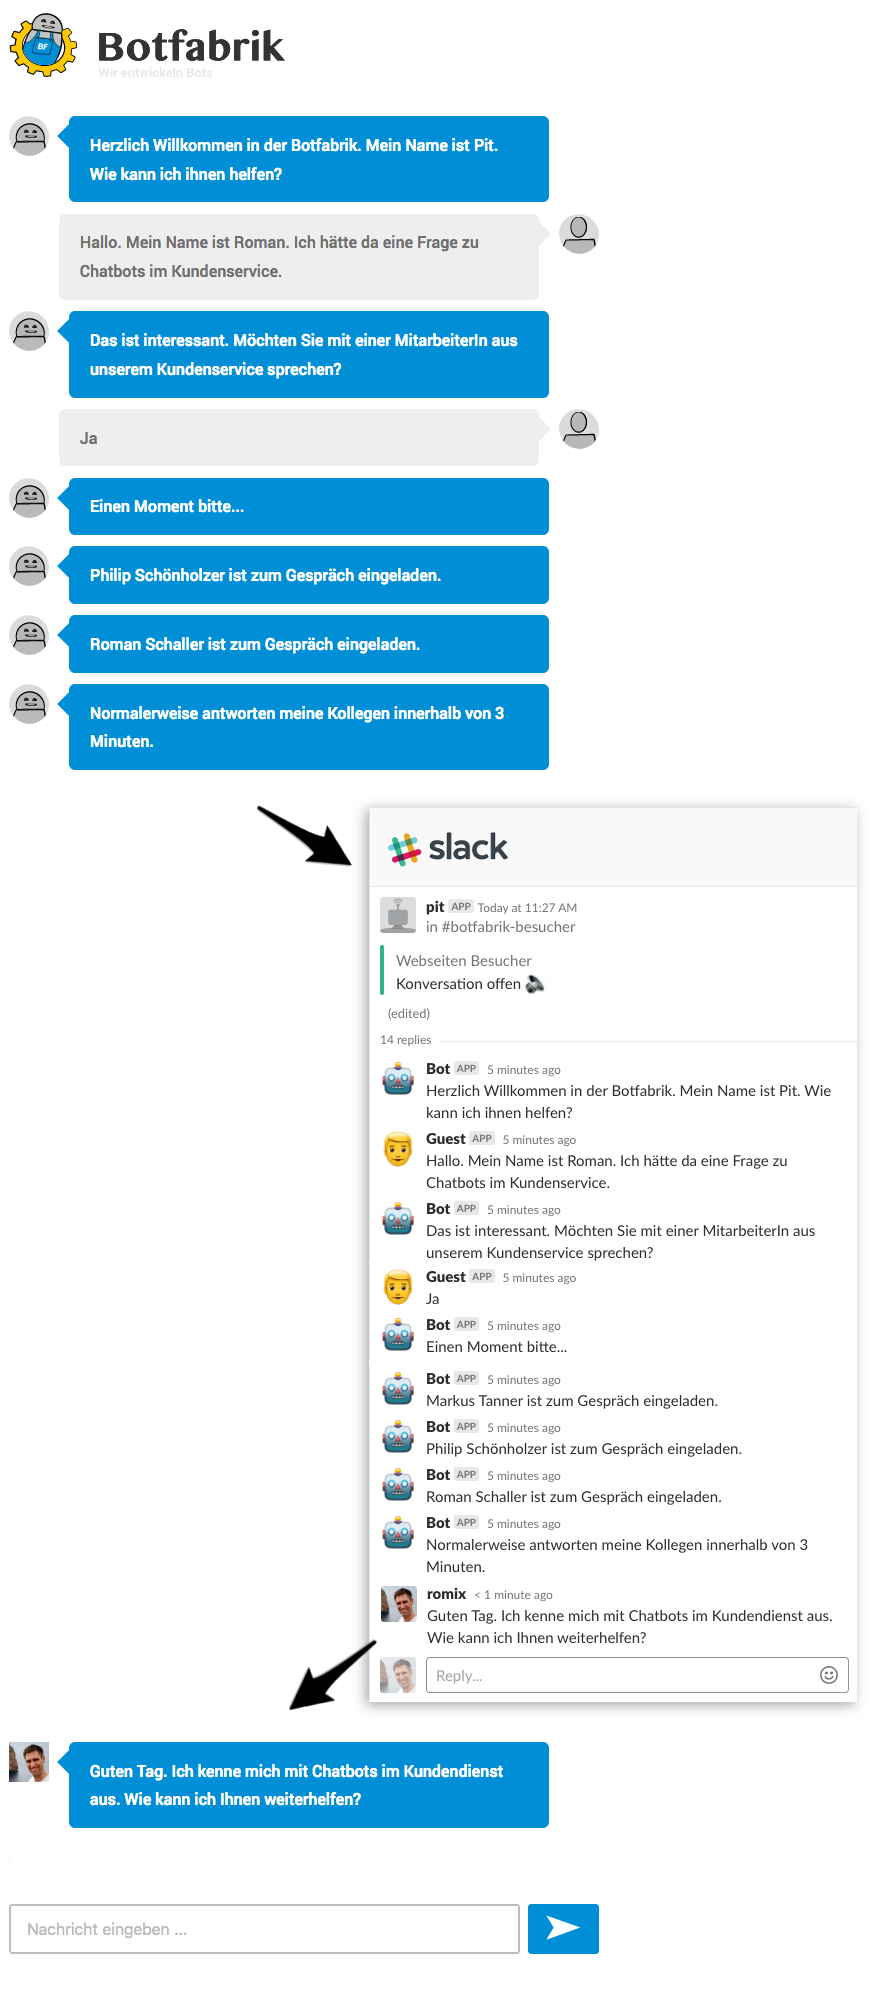 BF
Botfabrik
Wir entwickeln Bots
Herzlich Willkommen in der Botfabrik. Mein Name ist Pit.
Wie kann ich ihnen helfen?
Hallo. Mein Name ist Roman. Ich hätte da eine Frage zu
Chatbots im Kundenservice.
Das ist interessant. Möchten Sie mit einer MitarbeiterIn aus
unserem Kundenservice sprechen?
Ja
Einen Moment bitte...
Philip Schönholzer ist zum Gespräch eingeladen.
Roman Schaller ist zum Gespräch eingeladen.
Normalerweise antworten meine Kollegen innerhalb von 3
Minuten.
slack
pit APP Today at 11:27 AM
in #botfabrik-besucher
Webseiten Besucher
Konversation offen
(edited)
14 replies
Bot APP 5 minutes ago
Herzlich Willkommen in der Botfabrik. Mein Name ist Pit. Wie
kann ich ihnen helfen?
Guest APP 5 minutes ago
Hallo. Mein Name ist Roman. Ich hätte da eine Frage zu
Chatbots im Kundenservice.
Bot APP 5 minutes ago
Das ist interessant. Möchten Sie mit einer MitarbeiterIn aus
unserem Kundenservice sprechen?
Guest APP 5 minutes ago
Ja
Bot APP 5 minutes ago
Einen Moment bitte...
Bot APP 5 minutes ago
Markus Tanner ist zum Gespräch eingeladen.
Bot APP 5 minutes ago
Philip Schönholzer ist zum Gespräch eingeladen.
Bot APP 5 minutes ago
Roman Schaller ist zum Gespräch eingeladen.
Bot APP 5 minutes ago
Normalerweise antworten meine Kollegen innerhalb von 3
Minuten.
romix < 1 minute ago
Guten Tag. Ich kenne mich mit Chatbots im Kundendienst aus.
Wie kann ich Ihnen weiterhelfen?
Reply...
Guten Tag. Ich kenne mich mit Chatbots im Kundendienst
aus. Wie kann ich Ihnen weiterhelfen?
Nachricht eingeben ...